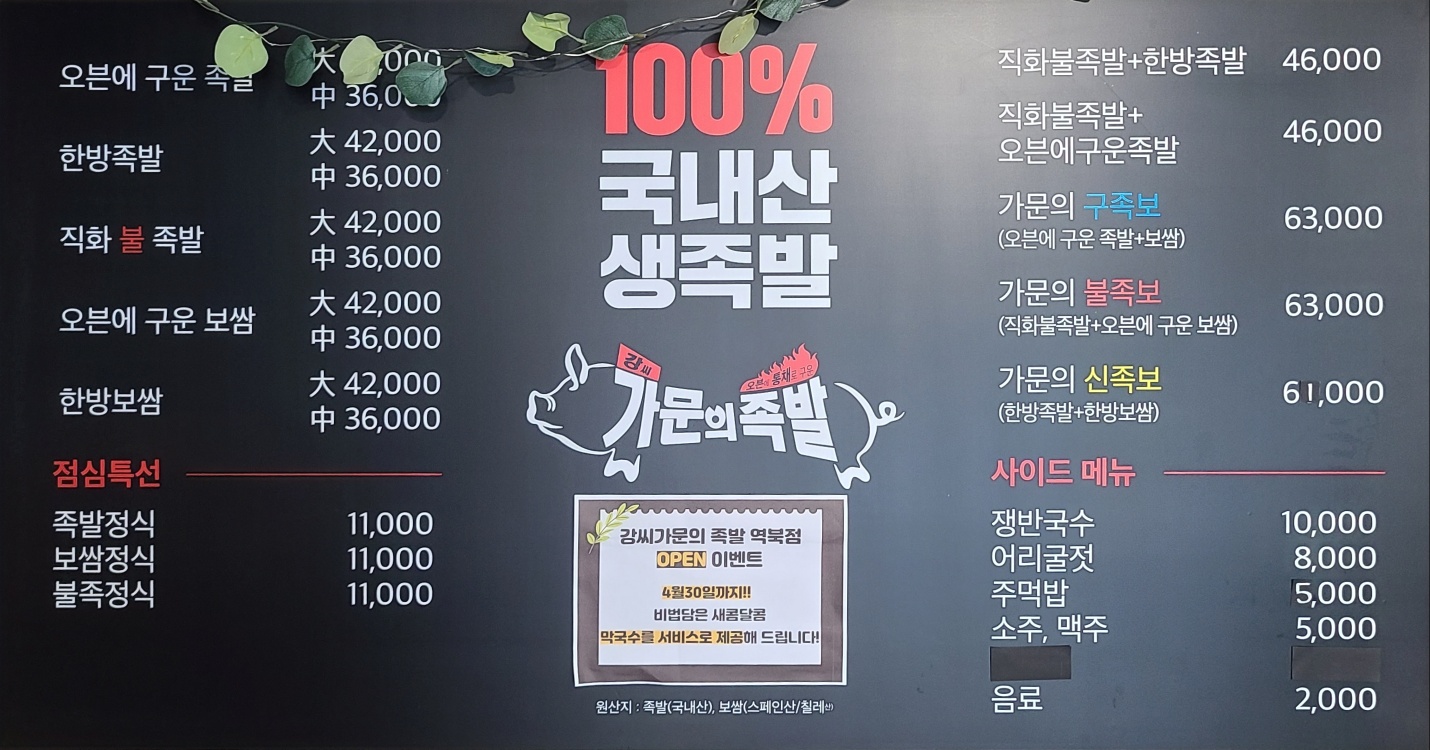 오븐에 구운 족발
大
,000
中 36,000
한방족발
大 42,000
中 36,000
직화 불 족발
大 42,000
中 36,000
오븐에 구운 보쌈
大 42,000
中 36,000
한방보쌈
大 42,000
中 36,000
점심특선
족발정식 11,000
보쌈정식 11,000
불족정식 11,000
100%
국내산
생족발
강씨
오븐에 통채로 구운
가문의족발
강씨가문의 족발 역북점
OPEN 이벤트
4월30일까지!!
비법담은 새콩달콩
막국수를 서비스로 제공해 드립니다!
원산지 : 족발(국내산), 보쌈(스페인산/칠레산)
직화불족발+한방족발 46,000
직화불족발+
오븐에구운족발 46,000
가문의 구족보
(오븐에 구운 족발+보쌈)
63,000
가문의 불족보
(직화불족발+오븐에 구운 보쌈)
63,000
가문의 신족보
(한방족발+한방보쌈)
61,000
사이드 메뉴
쟁반국수 10,000
어리굴젓 8,000
주먹밥 5,000
소주, 맥주 5,000
음료 2,000